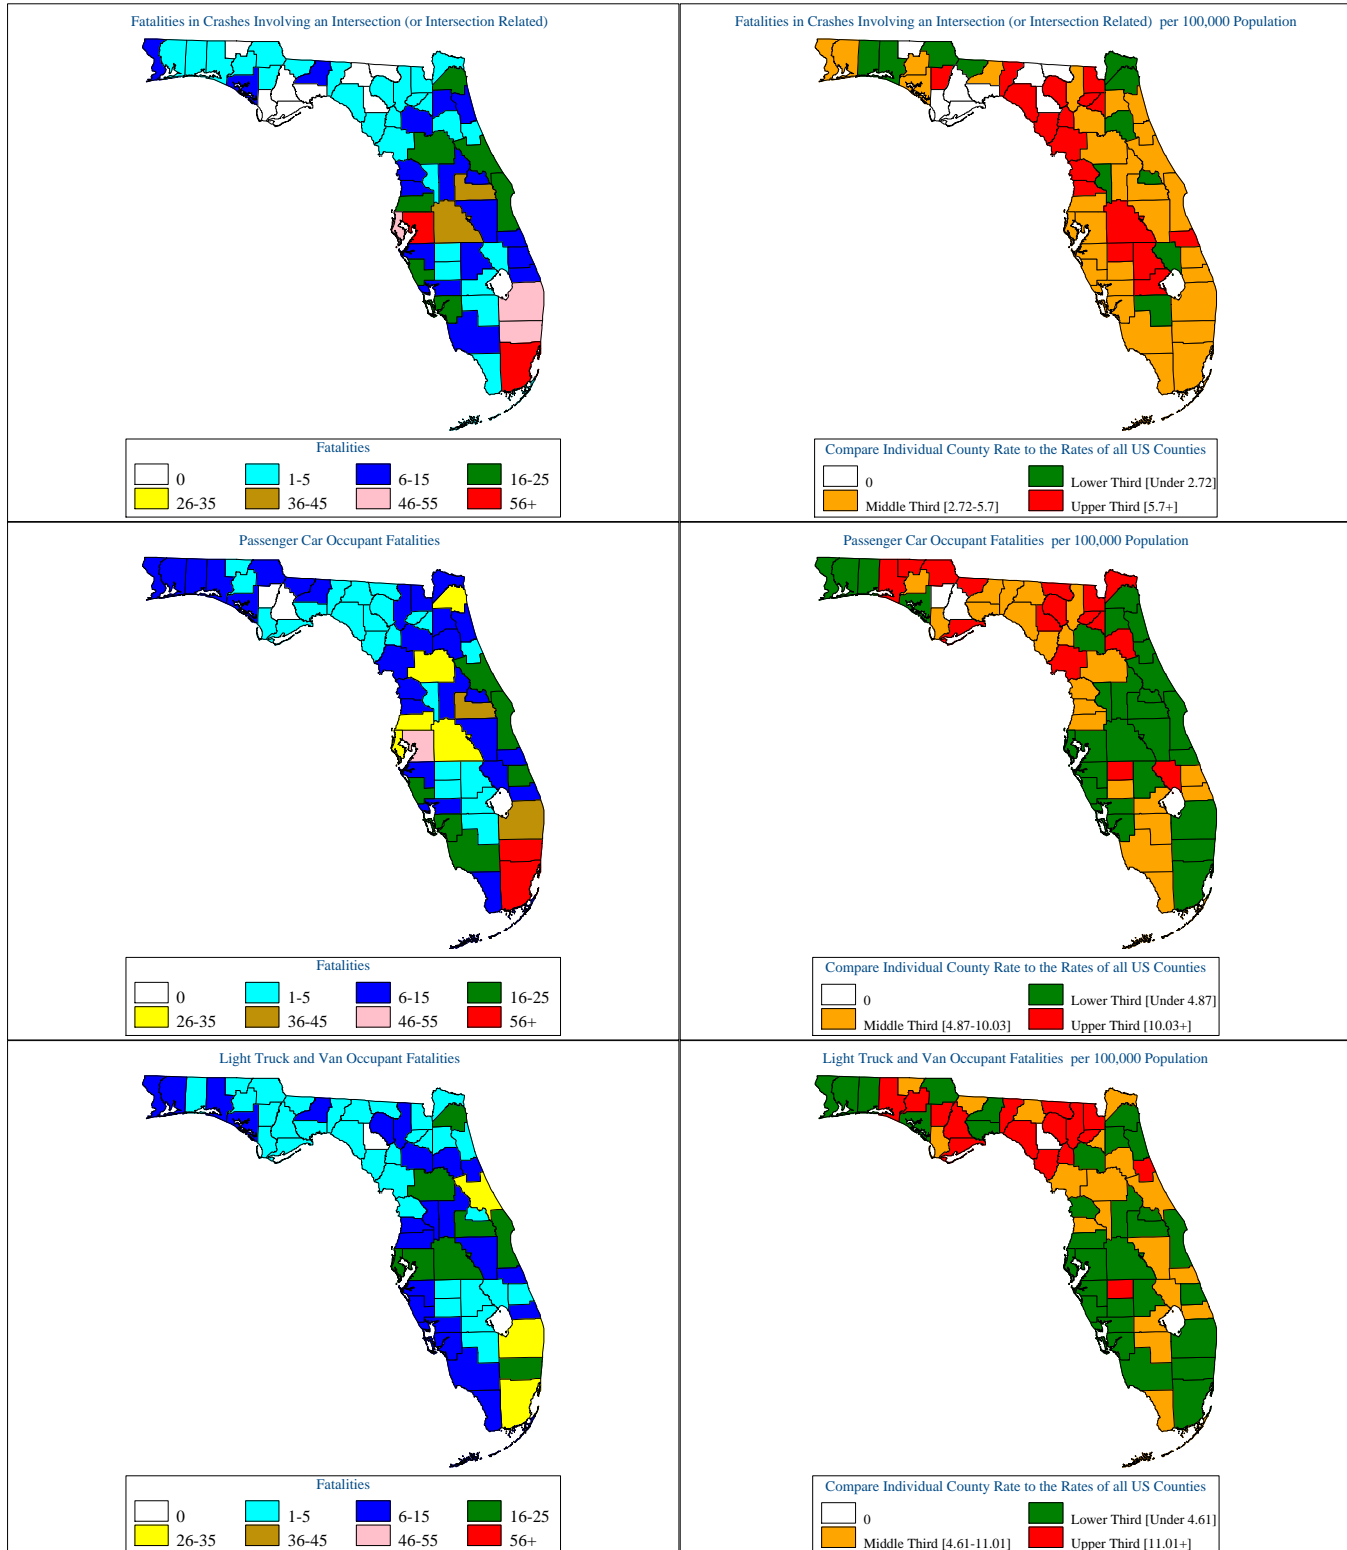 Fatalities in Crashes Involving an Intersection (or Intersection Related)
Fatalities
0
1-5
6-15
16-25
26-35
36-45
46-55
56+
Fatalities in Crashes Involving an Intersection (or Intersection Related) per 100,000 Population
Compare Individual County Rate to the Rates of all US Counties
0
Lower Third [Under 2.72]
Middle Third [2.72-5.7]
Upper Third [5.7+]
Passenger Car Occupant Fatalities
Fatalities
0
1-5
6-15
16-25
26-35
36-45
46-55
56+
Passenger Car Occupant Fatalities per 100,000 Population
Compare Individual County Rate to the Rates of all US Counties
0
Lower Third [Under 4.87]
Middle Third [4.87-10.03]
Upper Third [10.03+]
Light Truck and Van Occupant Fatalities
Fatalities
0
1-5
6-15
16-25
26-35
36-45
46-55
56+
Light Truck and Van Occupant Fatalities per 100,000 Population
Compare Individual County Rate to the Rates of all US Counties
0
Lower Third [Under 4.61]
Middle Third [4.61-11.01]
Upper Third [11.01+]